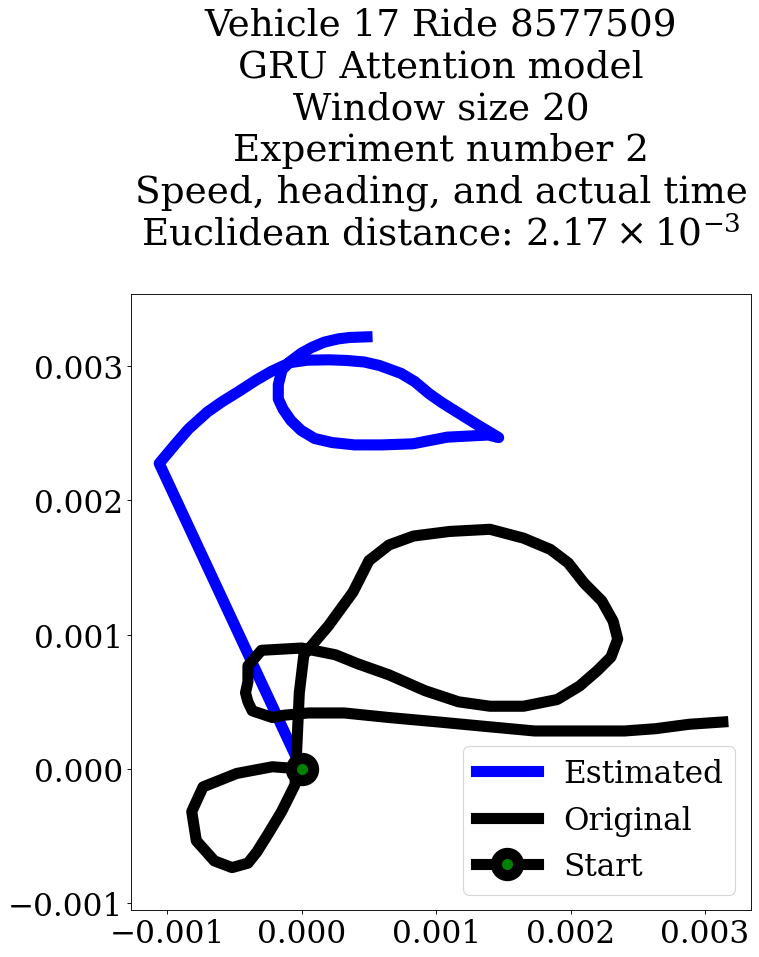 Vehicle 17 Ride 8577509
GRU Attention model
Window size 20
Experiment number 2
Speed, heading, and actual time
Euclidean distance: 2.17 × 10⁻³
0.003
0.002
0.001
0.000
−0.001
Estimated
Original
Start
−0.001 0.000 0.001 0.002 0.003